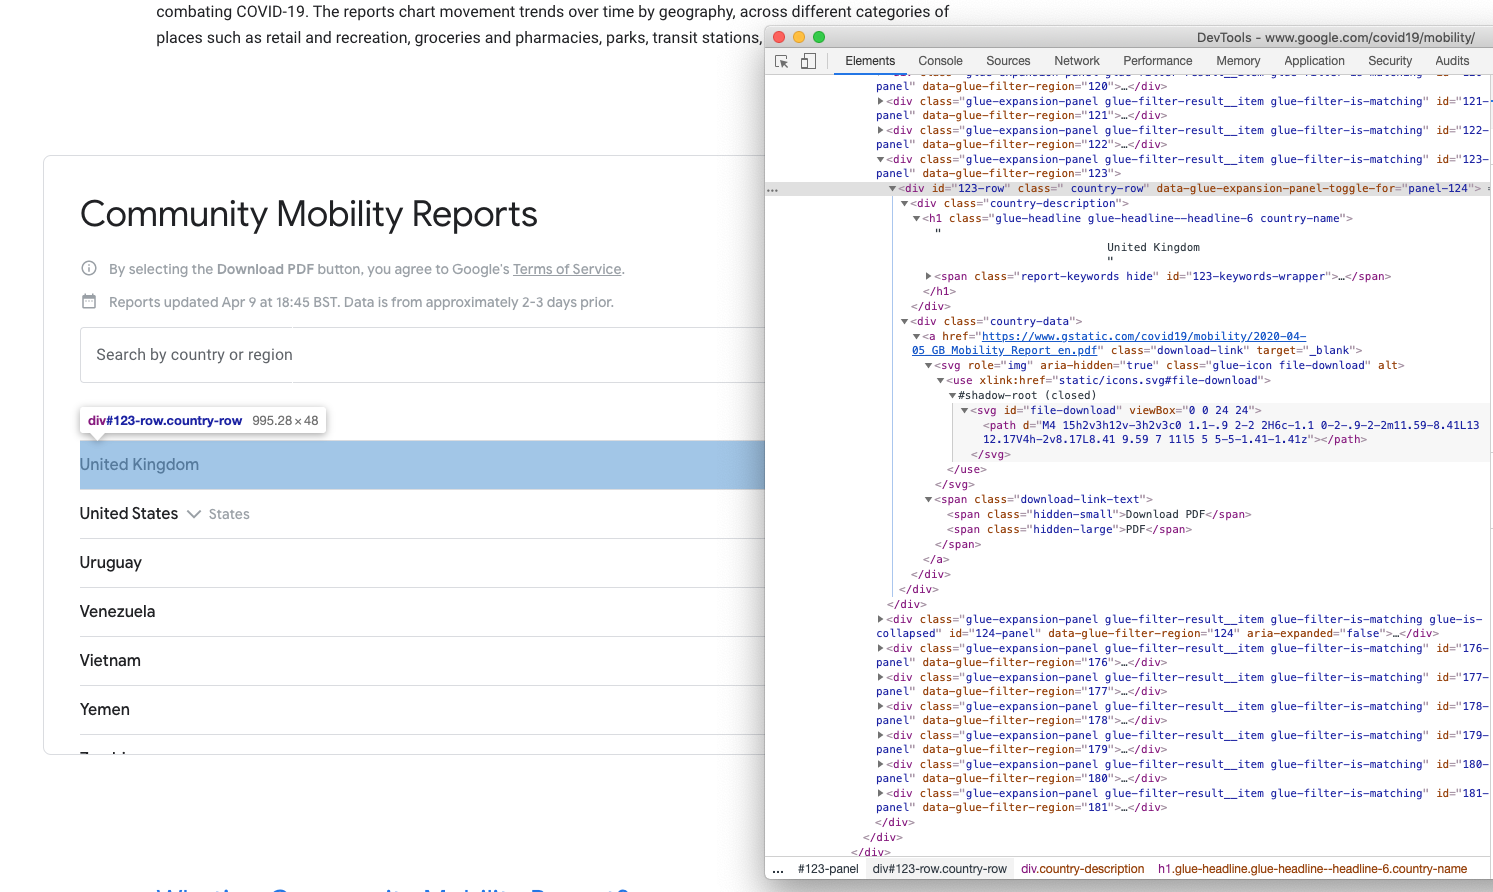 combating COVID-19. The reports chart movement trends over time by geography, across different categories of
places such as retail and recreation, groceries and pharmacies, parks, transit stations,
Community Mobility Reports
By selecting the Download PDF button, you agree to Google's Terms of Service.
Reports updated Apr 9 at 18:45 BST. Data is from approximately 2-3 days prior.
Search by country or region
div#123-row.country-row 995.28 × 48
United Kingdom
United States States
Uruguay
Venezuela
Vietnam
Yemen
DevTools - www.google.com/covid19/mobility/
Elements Console Sources Network Performance Memory Application Security Audits
panel" data-glue-filter-region="120">…</div>
<div class="glue-expansion-panel glue-filter-result__item glue-filter-is-matching" id="121-
panel" data-glue-filter-region="121">…</div>
<div class="glue-expansion-panel glue-filter-result__item glue-filter-is-matching" id="122-
panel" data-glue-filter-region="122">…</div>
<div class="glue-expansion-panel glue-filter-result__item glue-filter-is-matching" id="123-
panel" data-glue-filter-region="123">
… <div id="123-row" class=" country-row" data-glue-expansion-panel-toggle-for="panel-124"> =
<div class="country-description">
<h1 class="glue-headline glue-headline--headline-6 country-name">
"
United Kingdom
"
<span class="report-keywords hide" id="123-keywords-wrapper">…</span>
</h1>
</div>
<div class="country-data">
<a href="https://www.gstatic.com/covid19/mobility/2020-04-
05_GB_Mobility_Report_en.pdf" class="download-link" target="_blank">
<svg role="img" aria-hidden="true" class="glue-icon file-download" alt>
<use xlink:href="static/icons.svg#file-download">
#shadow-root (closed)
<svg id="file-download" viewBox="0 0 24 24">
<path d="M4 15h2v3h12v-3h2v3c0 1.1-.9 2-2 2H6c-1.1 0-2-.9-2-2m11.59-8.41L13
12.17V4h-2v8.17L8.41 9.59 7 11l5 5 5-5-1.41-1.41z"></path>
</svg>
</use>
</svg>
<span class="download-link-text">
<span class="hidden-small">Download PDF</span>
<span class="hidden-large">PDF</span>
</span>
</a>
</div>
</div>
</div>
<div class="glue-expansion-panel glue-filter-result__item glue-filter-is-matching glue-is-
collapsed" id="124-panel" data-glue-filter-region="124" aria-expanded="false">…</div>
<div class="glue-expansion-panel glue-filter-result__item glue-filter-is-matching" id="176-
panel" data-glue-filter-region="176">…</div>
<div class="glue-expansion-panel glue-filter-result__item glue-filter-is-matching" id="177-
panel" data-glue-filter-region="177">…</div>
<div class="glue-expansion-panel glue-filter-result__item glue-filter-is-matching" id="178-
panel" data-glue-filter-region="178">…</div>
<div class="glue-expansion-panel glue-filter-result__item glue-filter-is-matching" id="179-
panel" data-glue-filter-region="179">…</div>
<div class="glue-expansion-panel glue-filter-result__item glue-filter-is-matching" id="180-
panel" data-glue-filter-region="180">…</div>
<div class="glue-expansion-panel glue-filter-result__item glue-filter-is-matching" id="181-
panel" data-glue-filter-region="181">…</div>
</div>
</div>
</div>
... #123-panel div#123-row.country-row div.country-description h1.glue-headline.glue-headline--headline-6.country-name